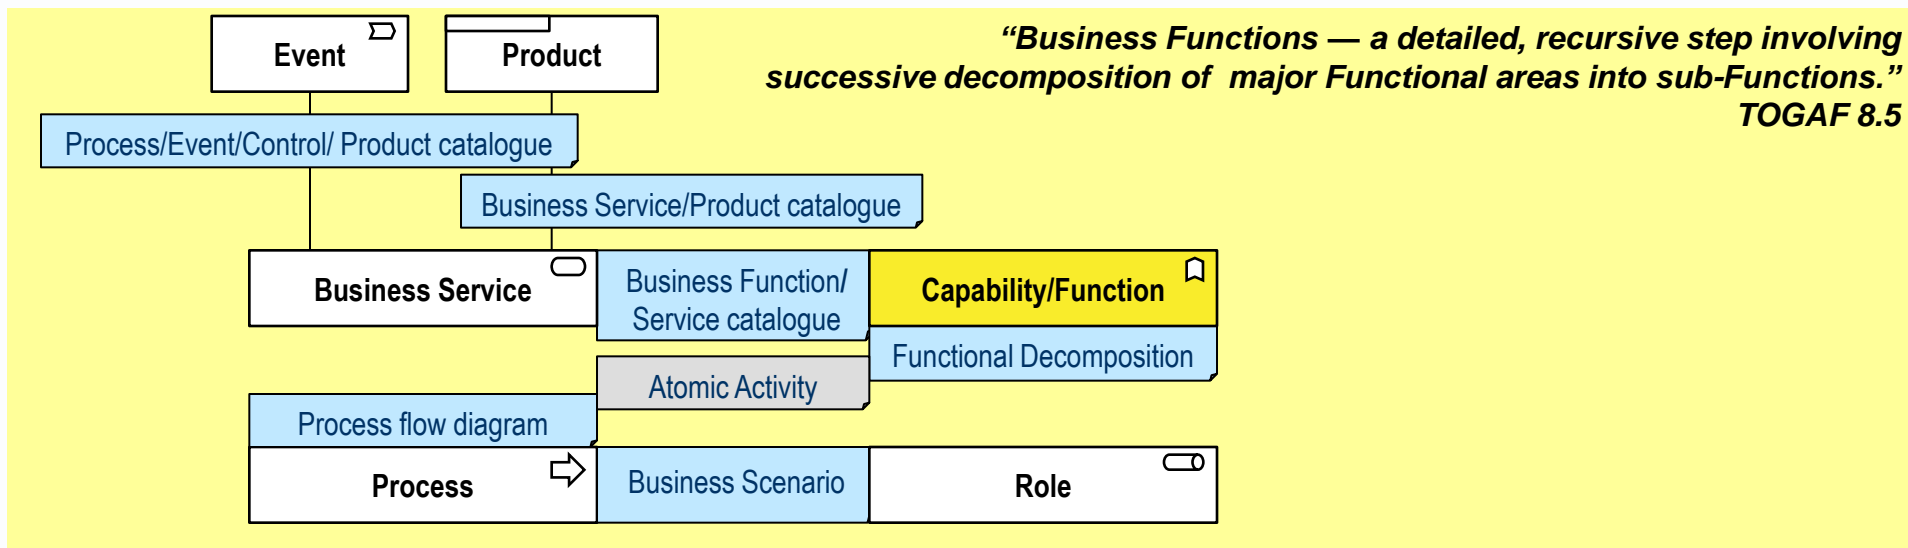 Event
Product
“Business Functions — a detailed, recursive step involving
successive decomposition of major Functional areas into sub-Functions.”
TOGAF 8.5
Process/Event/Control/ Product catalogue
Business Service/Product catalogue
Business Service
Business Function/
Service catalogue
Capability/Function
Functional Decomposition
Atomic Activity
Process flow diagram
Process
Business Scenario
Role